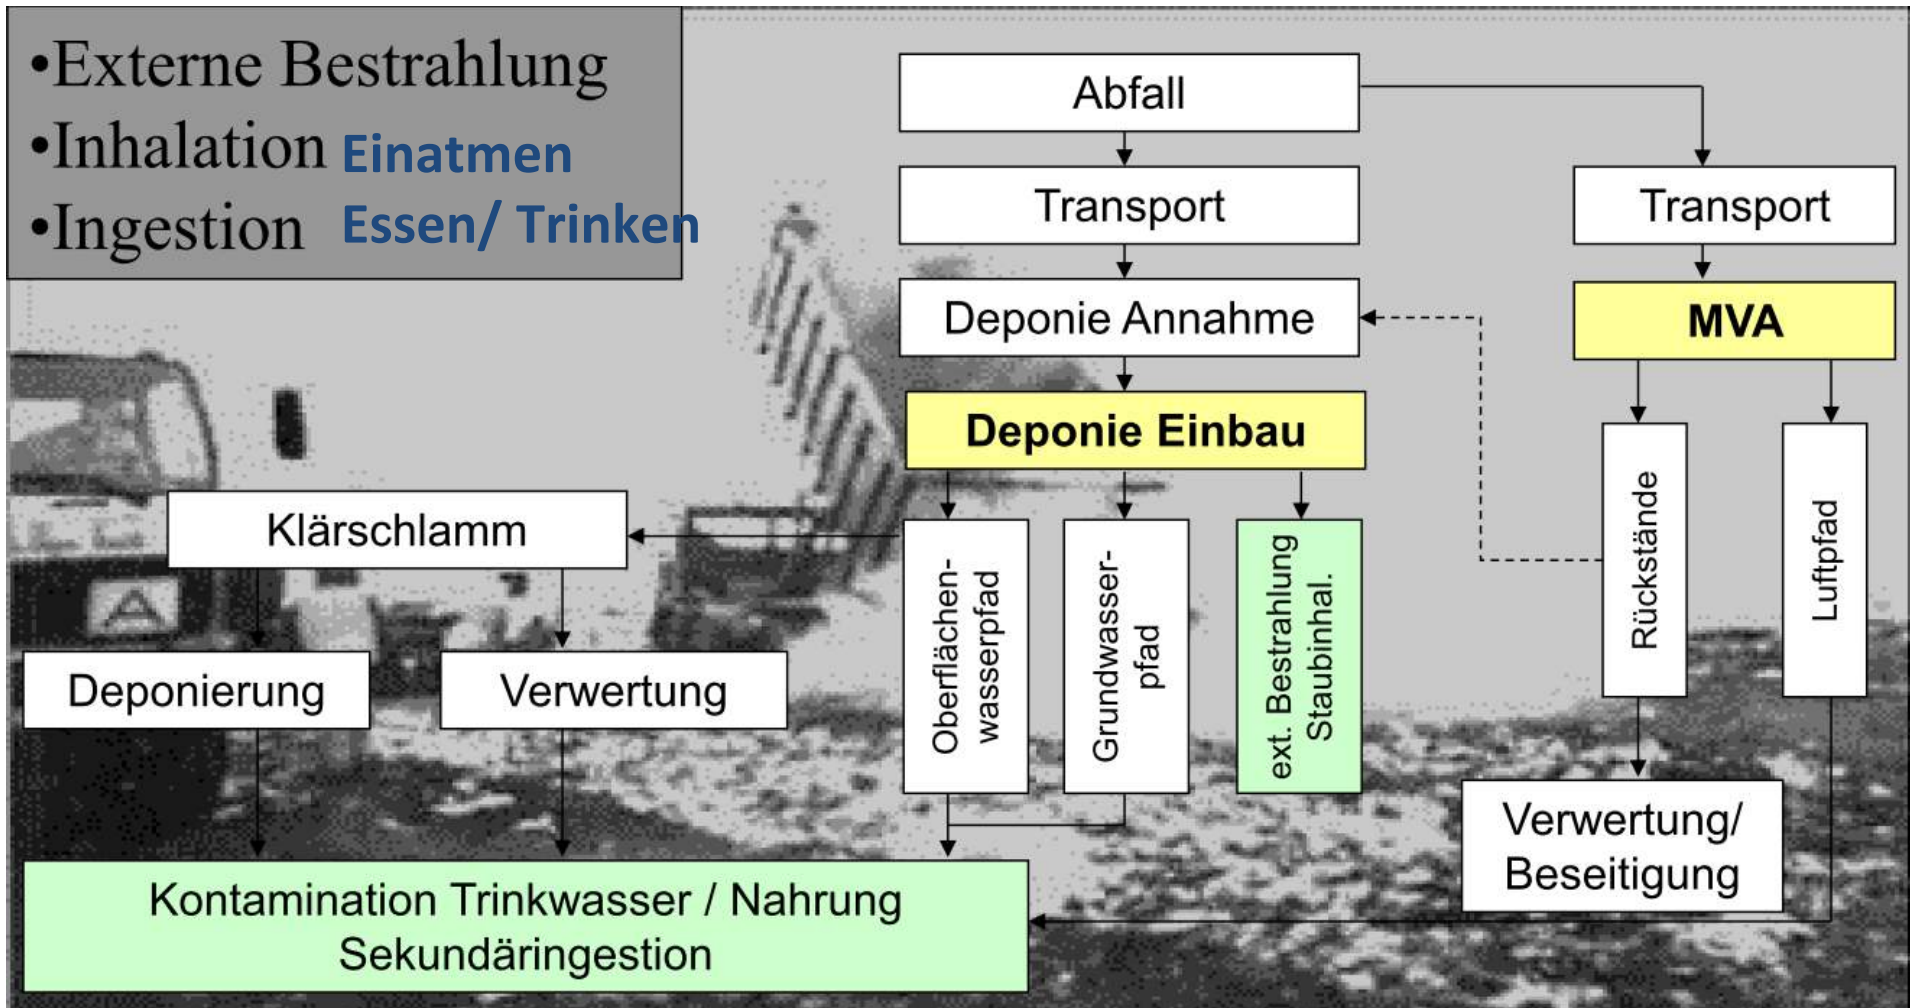 •Externe Bestrahlung
•Inhalation Einatmen
•Ingestion Essen/ Trinken
Abfall
Transport
Transport
Deponie Annahme
MVA
Deponie Einbau
Klärschlamm
Oberflächen-
wasserpfad
Grundwasser-
pfad
ext. Bestrahlung
Staubinhal.
Rückstände
Luftpfad
Deponierung
Verwertung
Verwertung/
Beseitigung
Kontamination Trinkwasser / Nahrung
Sekundäringestion